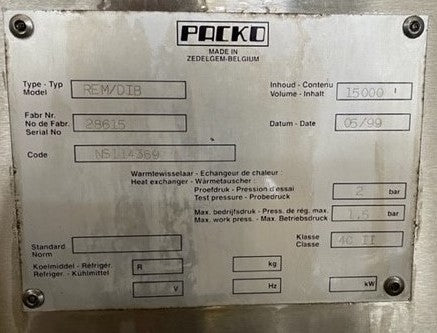 PACKO
MADE IN
ZEDELGEM-BELGIUM
Type - Typ
Model
REM/DIB
Inhoud - Contenu
Volume - Inhalt
15000 l
Fabr Nr.
No de Fabr.
Serial No
28615
Datum - Date
05/99
Code
NS114369
Warmtewisselaar - Echangeur de chaleur :
Heat exchanger - Wärmetauscher :
Proefdruk - Pression d'essai
Test pressure - Probedruck
2 bar
Max. bedrijfsdruk - Press. de rég. max.
Max. work press. - Max. Betriebsdruck
1,5 bar
Standard
Norm
Klasse
Classe
4C II
Koelmiddel - Réfriger.
Refriger. - Kühlmittel
R
kg
V
Hz
kW